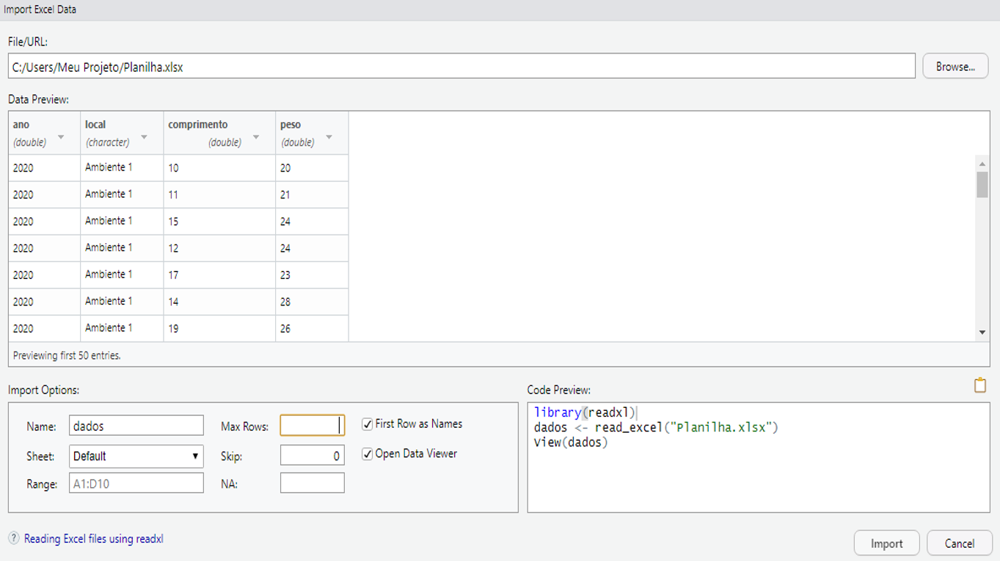 Import Excel Data
File/URL:
C:/Users/Meu Projeto/Planilha.xlsx
Browse...
Data Preview:
ano local comprimento peso
(double) (character) (double) (double)
2020 Ambiente 1 10 20
2020 Ambiente 1 11 21
2020 Ambiente 1 15 24
2020 Ambiente 1 12 24
2020 Ambiente 1 17 23
2020 Ambiente 1 14 28
2020 Ambiente 1 19 26
Previewing first 50 entries.
Import Options:
Name: dados
Max Rows:
First Row as Names
Sheet: Default
Skip: 0
Open Data Viewer
Range: A1:D10
NA:
Code Preview:
library(readxl)
dados <- read_excel("Planilha.xlsx")
View(dados)
? Reading Excel files using readxl
Import
Cancel